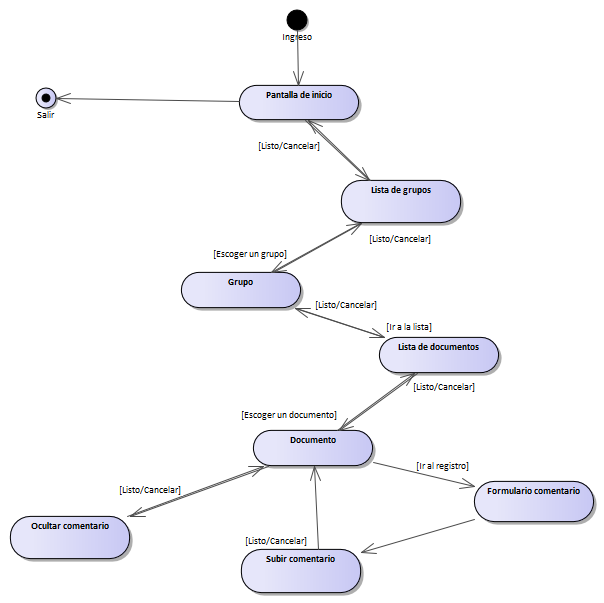 Ingreso
Pantalla de inicio
Salir
[Listo/Cancelar]
Lista de grupos
[Listo/Cancelar]
[Escoger un grupo]
Grupo
[Listo/Cancelar]
[Ir a la lista]
Lista de documentos
[Listo/Cancelar]
[Escoger un documento]
Documento
[Ir al registro]
[Listo/Cancelar]
Formulario comentario
Ocultar comentario
[Listo/Cancelar]
Subir comentario